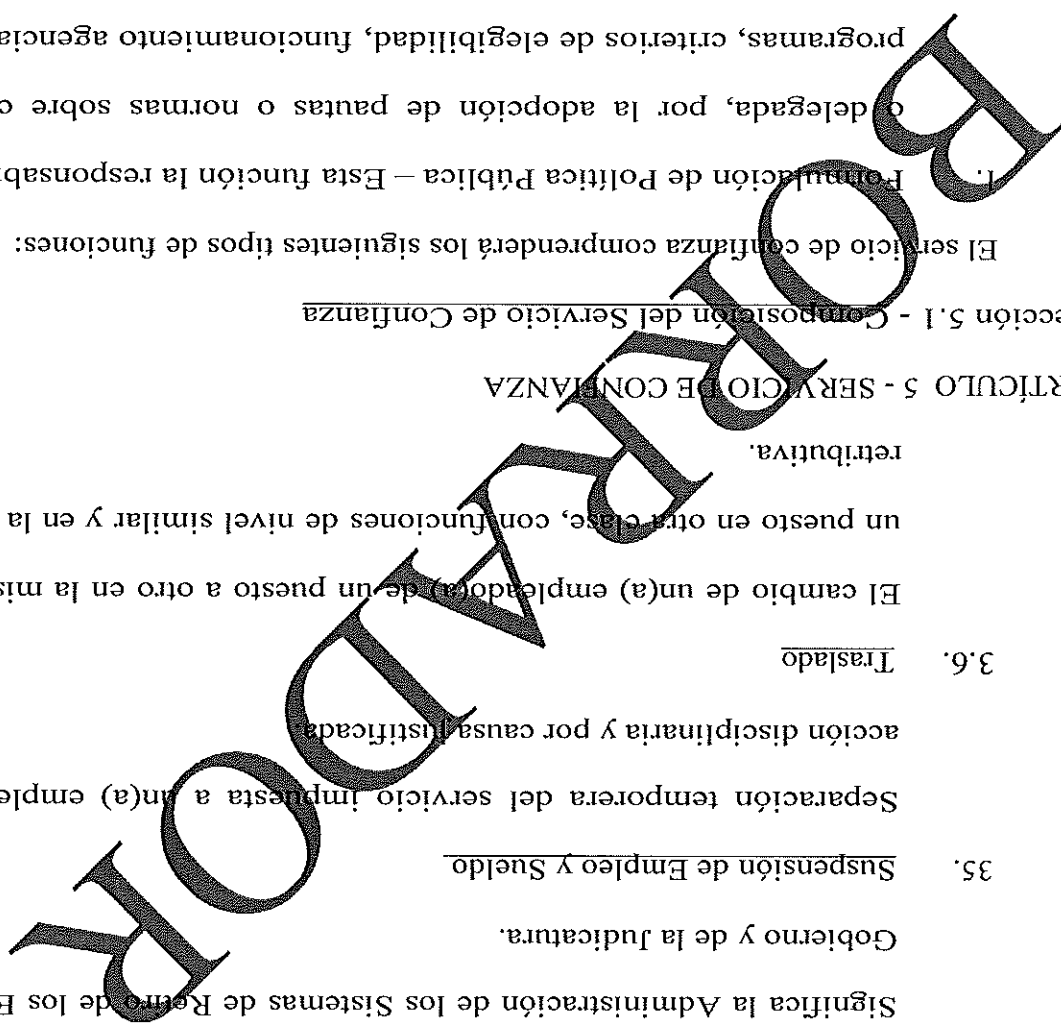 Significa la Administración de los Sistemas de Retiro de los E
Gobierno y de la Judicatura.
35. Suspensión de Empleo y Sueldo
Separación temporera del servicio impuesta a un(a) emple
acción disciplinaria y por causa justificada.
3.6. Traslado
El cambio de un(a) empleado(a) de un puesto a otro en la mis
un puesto en otra clase, con funciones de nivel similar y en la
retributiva.
RTÍCULO 5 - SERVICIO DE CONFIANZA
cción 5.1 - Composición del Servicio de Confianza
El servicio de confianza comprenderá los siguientes tipos de funciones:
1. Formulación de Política Pública – Esta función la responsab
o delegada, por la adopción de pautas o normas sobre c
programas, criterios de elegibilidad, funcionamiento agencia
BORRADOR